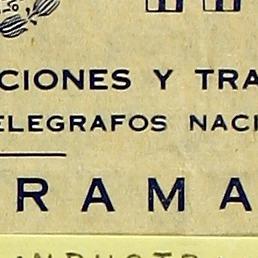 CIONES Y TRA
ELEGRAFOS NACI
RAMA